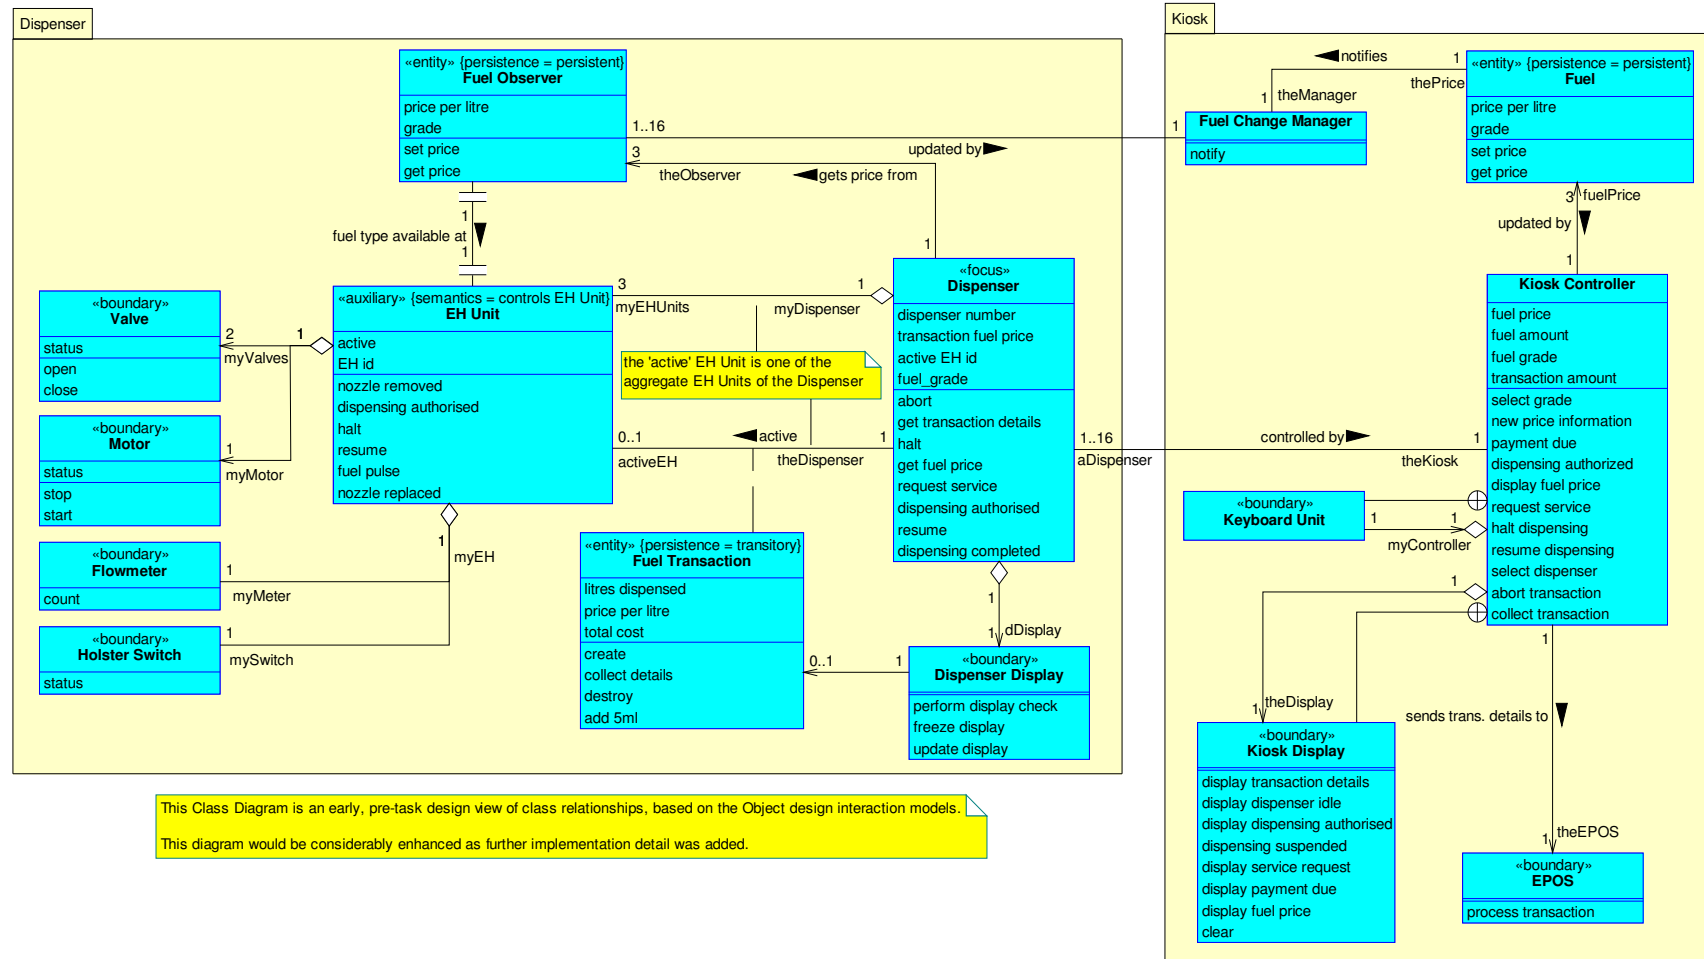 Dispenser
«entity» {persistence = persistent}
Fuel Observer
price per litre
grade
set price
get price
1..16
updated by
1
3
theObserver
gets price from
1
1
fuel type available at
1
«boundary»
Valve
status
open
close
2
myValves
1
«auxiliary» {semantics = controls EH Unit}
EH Unit
active
EH id
nozzle removed
dispensing authorised
halt
resume
fuel pulse
nozzle replaced
3
myEHUnits
1
myDispenser
the 'active' EH Unit is one of the
aggregate EH Units of the Dispenser
«focus»
Dispenser
dispenser number
transaction fuel price
active EH id
fuel_grade
abort
get transaction details
halt
get fuel price
request service
dispensing authorised
resume
dispensing completed
«boundary»
Motor
status
stop
start
1
myMotor
0..1
activeEH
active
1
theDispenser
1..16
aDispenser
controlled by
1
theKiosk
«boundary»
Flowmeter
count
1
myMeter
1
myEH
«boundary»
Holster Switch
status
1
mySwitch
«entity» {persistence = transitory}
Fuel Transaction
litres dispensed
price per litre
total cost
create
collect details
destroy
add 5ml
0..1
1
1
1
dDisplay
«boundary»
Dispenser Display
perform display check
freeze display
update display
This Class Diagram is an early, pre-task design view of class relationships, based on the Object design interaction models.
This diagram would be considerably enhanced as further implementation detail was added.
Kiosk
notifies
1
thePrice
1
theManager
Fuel Change Manager
notify
«entity» {persistence = persistent}
Fuel
price per litre
grade
set price
get price
3
fuelPrice
updated by
1
Kiosk Controller
fuel price
fuel amount
fuel grade
transaction amount
select grade
new price information
payment due
dispensing authorized
display fuel price
request service
halt dispensing
resume dispensing
select dispenser
abort transaction
collect transaction
«boundary»
Keyboard Unit
1
1
myController
1
1
theDisplay
«boundary»
Kiosk Display
display transaction details
display dispenser idle
display dispensing authorised
dispensing suspended
display service request
display payment due
display fuel price
clear
1
sends trans. details to
1
theEPOS
«boundary»
EPOS
process transaction